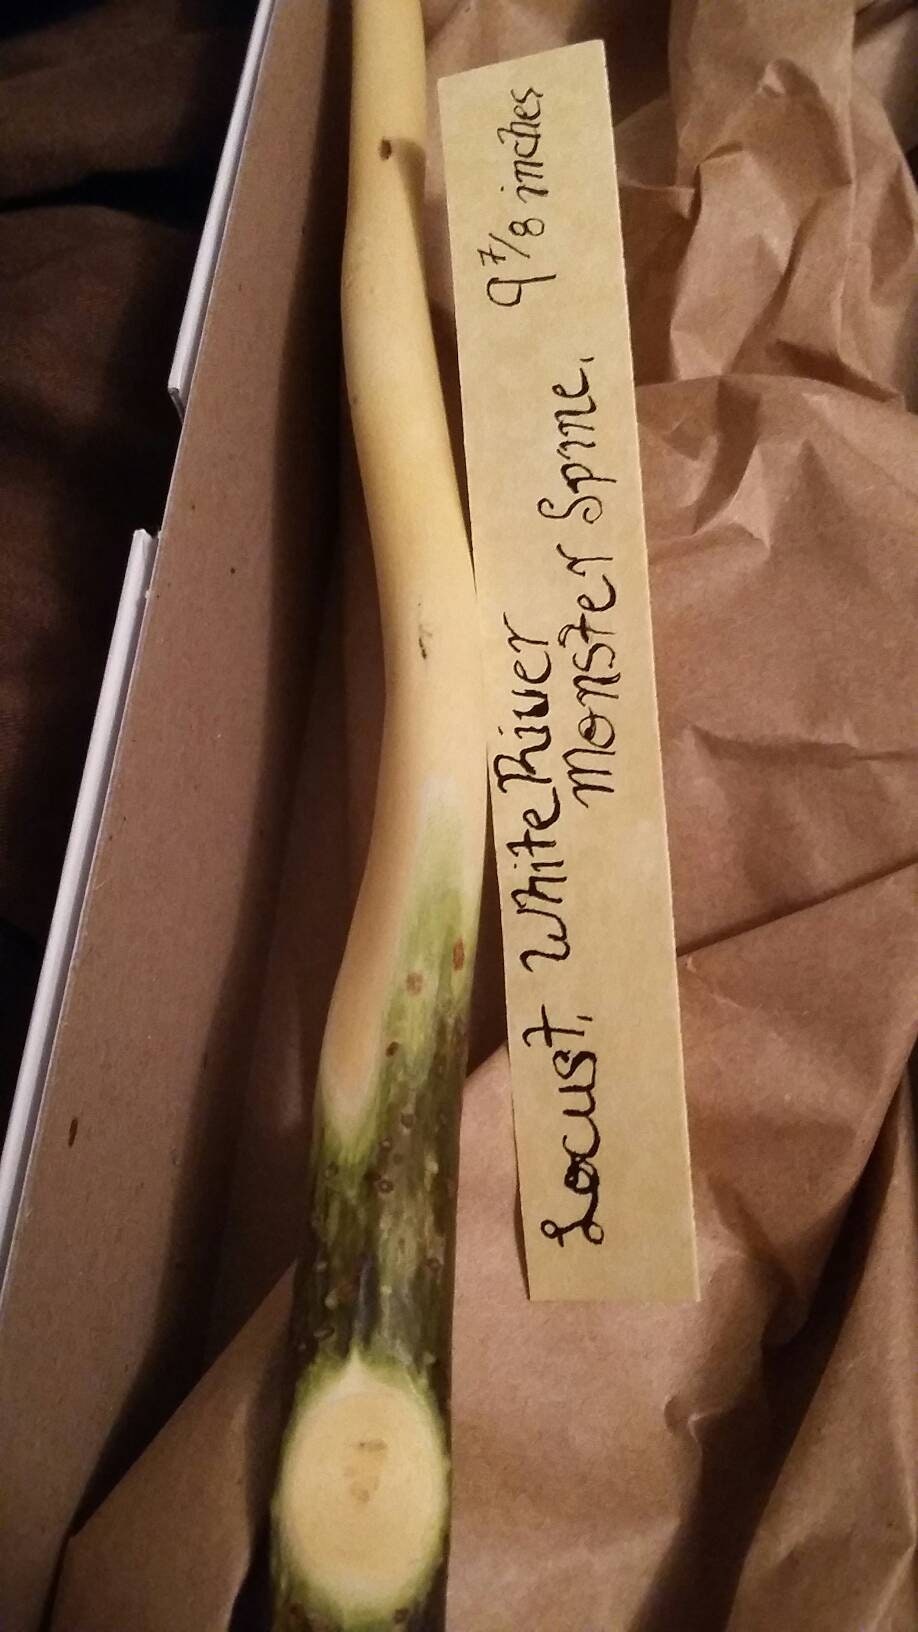 Locust, White River 9 7/8 inches
Monster Spine.